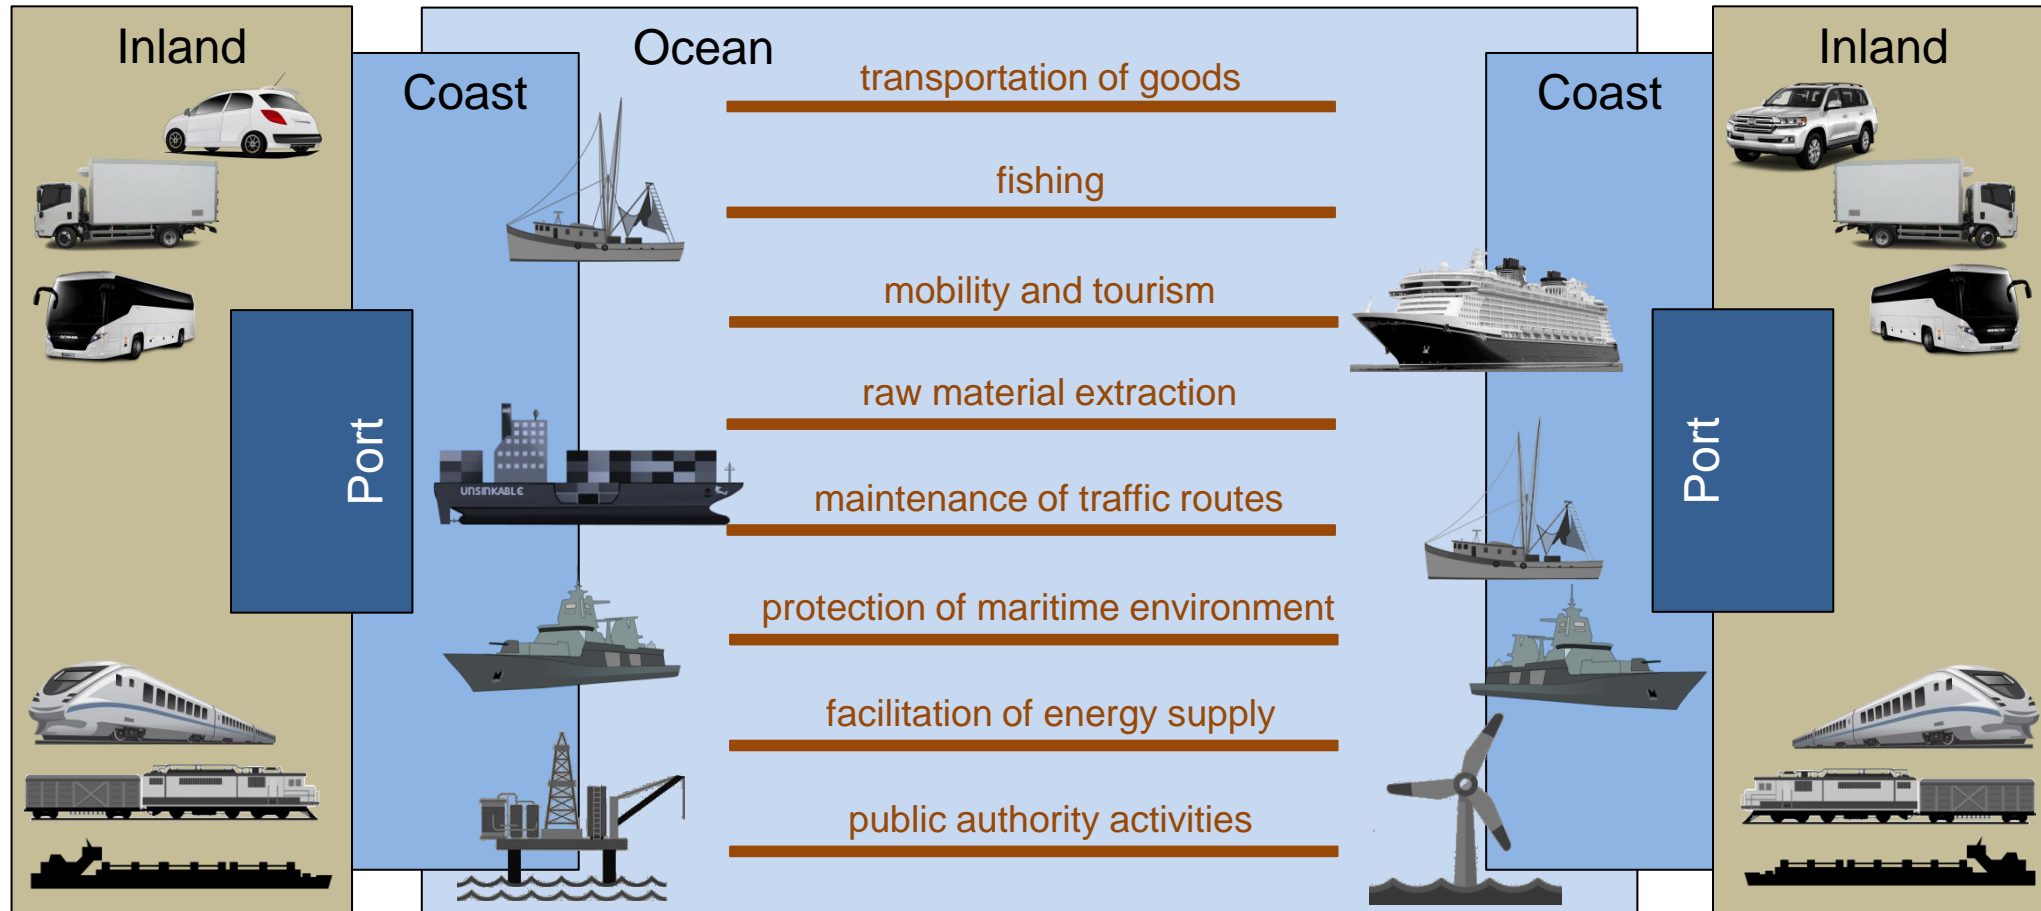 Inland
Ocean
Inland
Coast
transportation of goods
Coast
fishing
mobility and tourism
raw material extraction
Port
UNSINKABLE
maintenance of traffic routes
Port
protection of maritime environment
facilitation of energy supply
public authority activities